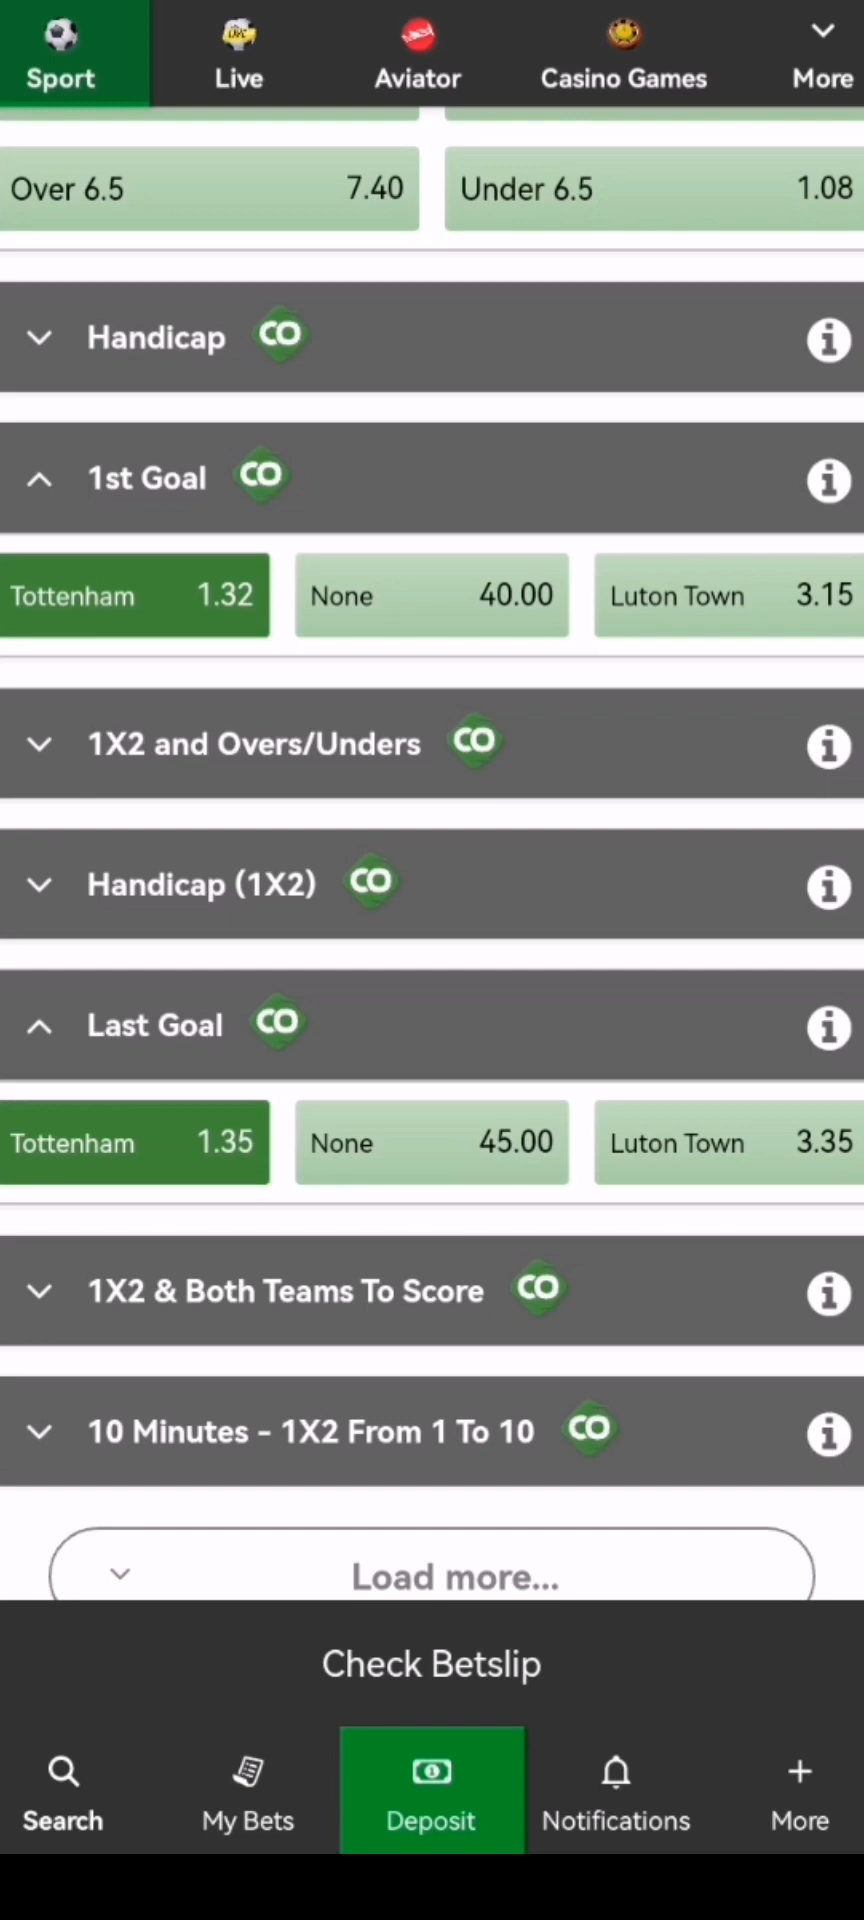 Sport Live Aviator Casino Games More
Over 6.5 7.40 Under 6.5 1.08
Handicap CO
1st Goal CO
Tottenham 1.32 None 40.00 Luton Town 3.15
1X2 and Overs/Unders CO
Handicap (1X2) CO
Last Goal CO
Tottenham 1.35 None 45.00 Luton Town 3.35
1X2 & Both Teams To Score CO
10 Minutes - 1X2 From 1 To 10 CO
Load more...
Check Betslip
Search My Bets Deposit Notifications More